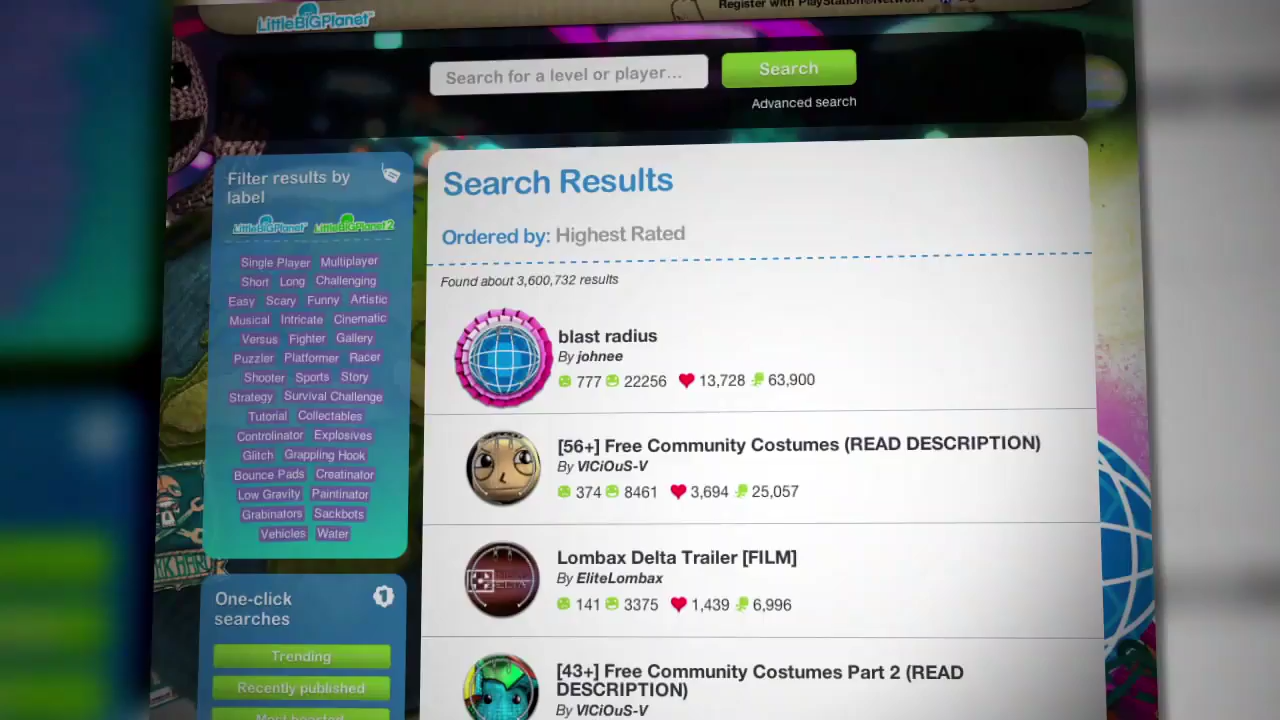 LittleBIGPlanet
Register with PlayStation®Network
Search for a level or player...
Search
Advanced search
Filter results by
label
LittleBIGPlanet LittleBIGPlanet 2
Single Player Multiplayer
Short Long Challenging
Easy Scary Funny Artistic
Musical Intricate Cinematic
Versus Fighter Gallery
Puzzler Platformer Racer
Shooter Sports Story
Strategy Survival Challenge
Tutorial Collectables
Controlinator Explosives
Glitch Grappling Hook
Bounce Pads Creatinator
Low Gravity Paintinator
Grabinators Sackbots
Vehicles Water
One-click
searches
Trending
Recently published
Most hearted
Search Results
Ordered by: Highest Rated
Found about 3,600,732 results
blast radius
By johnee
777 22256 13,728 63,900
[56+] Free Community Costumes (READ DESCRIPTION)
By VICiOuS-V
374 8461 3,694 25,057
Lombax Delta Trailer [FILM]
By EliteLombax
141 3375 1,439 6,996
[43+] Free Community Costumes Part 2 (READ
DESCRIPTION)
By VICiOuS-V